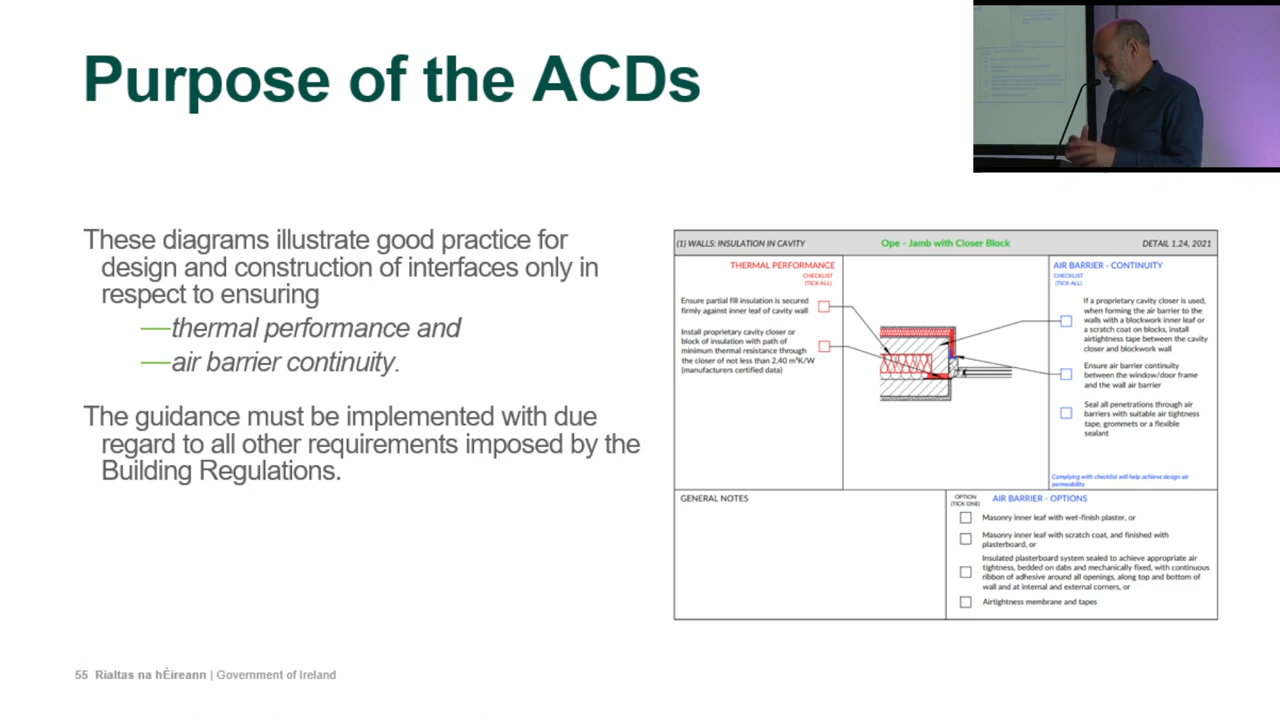 Purpose of the ACDs
These diagrams illustrate good practice for
design and construction of interfaces only in
respect to ensuring
—thermal performance and
—air barrier continuity.
The guidance must be implemented with due
regard to all other requirements imposed by the
Building Regulations.
(1) WALLS: INSULATION IN CAVITY
Ope - Jamb with Closer Block
DETAIL 1.24, 2021
THERMAL PERFORMANCE
CHECKLIST
(TICK ALL)
Ensure partial fill insulation is secured
firmly against inner leaf of cavity wall
Install proprietary cavity closer or
block of insulation with path of
minimum thermal resistance through
the closer of not less than 2.40 m²K/W
(manufacturers certified data)
AIR BARRIER - CONTINUITY
CHECKLIST
(TICK ALL)
If a proprietary cavity closer is used,
when forming the air barrier to the
walls with a blockwork inner leaf or
a scratch coat on blocks, install
airtightness tape between the cavity
closer and blockwork wall
Ensure air barrier continuity
between the window/door frame
and the wall air barrier
Seal all penetrations through air
barriers with suitable air tightness
tape, grommets or a flexible
sealant
Complying with checklist will help achieve design air
permeability
GENERAL NOTES
OPTION
(TICK ONE)
AIR BARRIER - OPTIONS
Masonry inner leaf with wet-finish plaster, or
Masonry inner leaf with scratch coat, and finished with
plasterboard, or
Insulated plasterboard system sealed to achieve appropriate air
tightness, bedded on dabs and mechanically fixed, with continuous
ribbon of adhesive around all openings, along top and bottom of
wall and at internal and external corners, or
Airtightness membrane and tapes
55 Rialtas na hÉireann | Government of Ireland